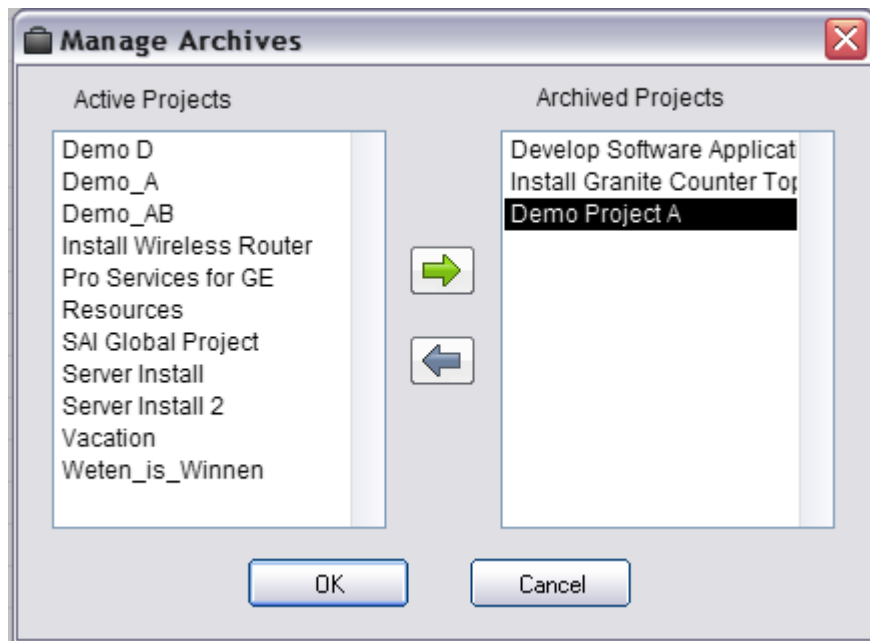 Manage Archives
Active Projects
Demo D
Demo_A
Demo_AB
Install Wireless Router
Pro Services for GE
Resources
SAI Global Project
Server Install
Server Install 2
Vacation
Weten_is_Winnen
Archived Projects
Develop Software Applicat
Install Granite Counter Top
Demo Project A
OK
Cancel